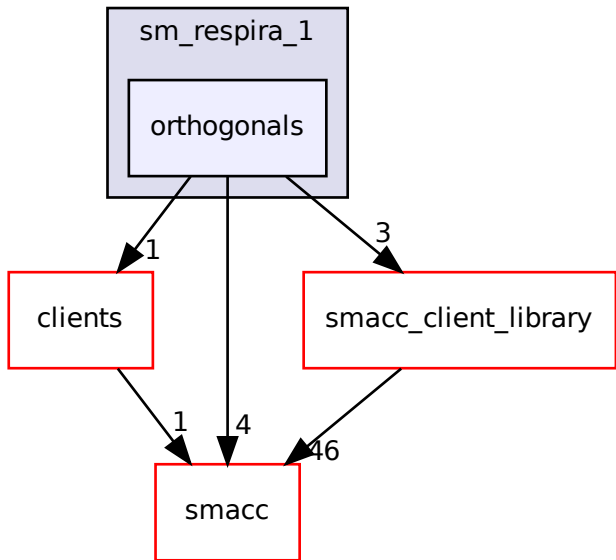 sm_respira_1
orthogonals
1
3
clients
smacc_client_library
1
4
46
smacc